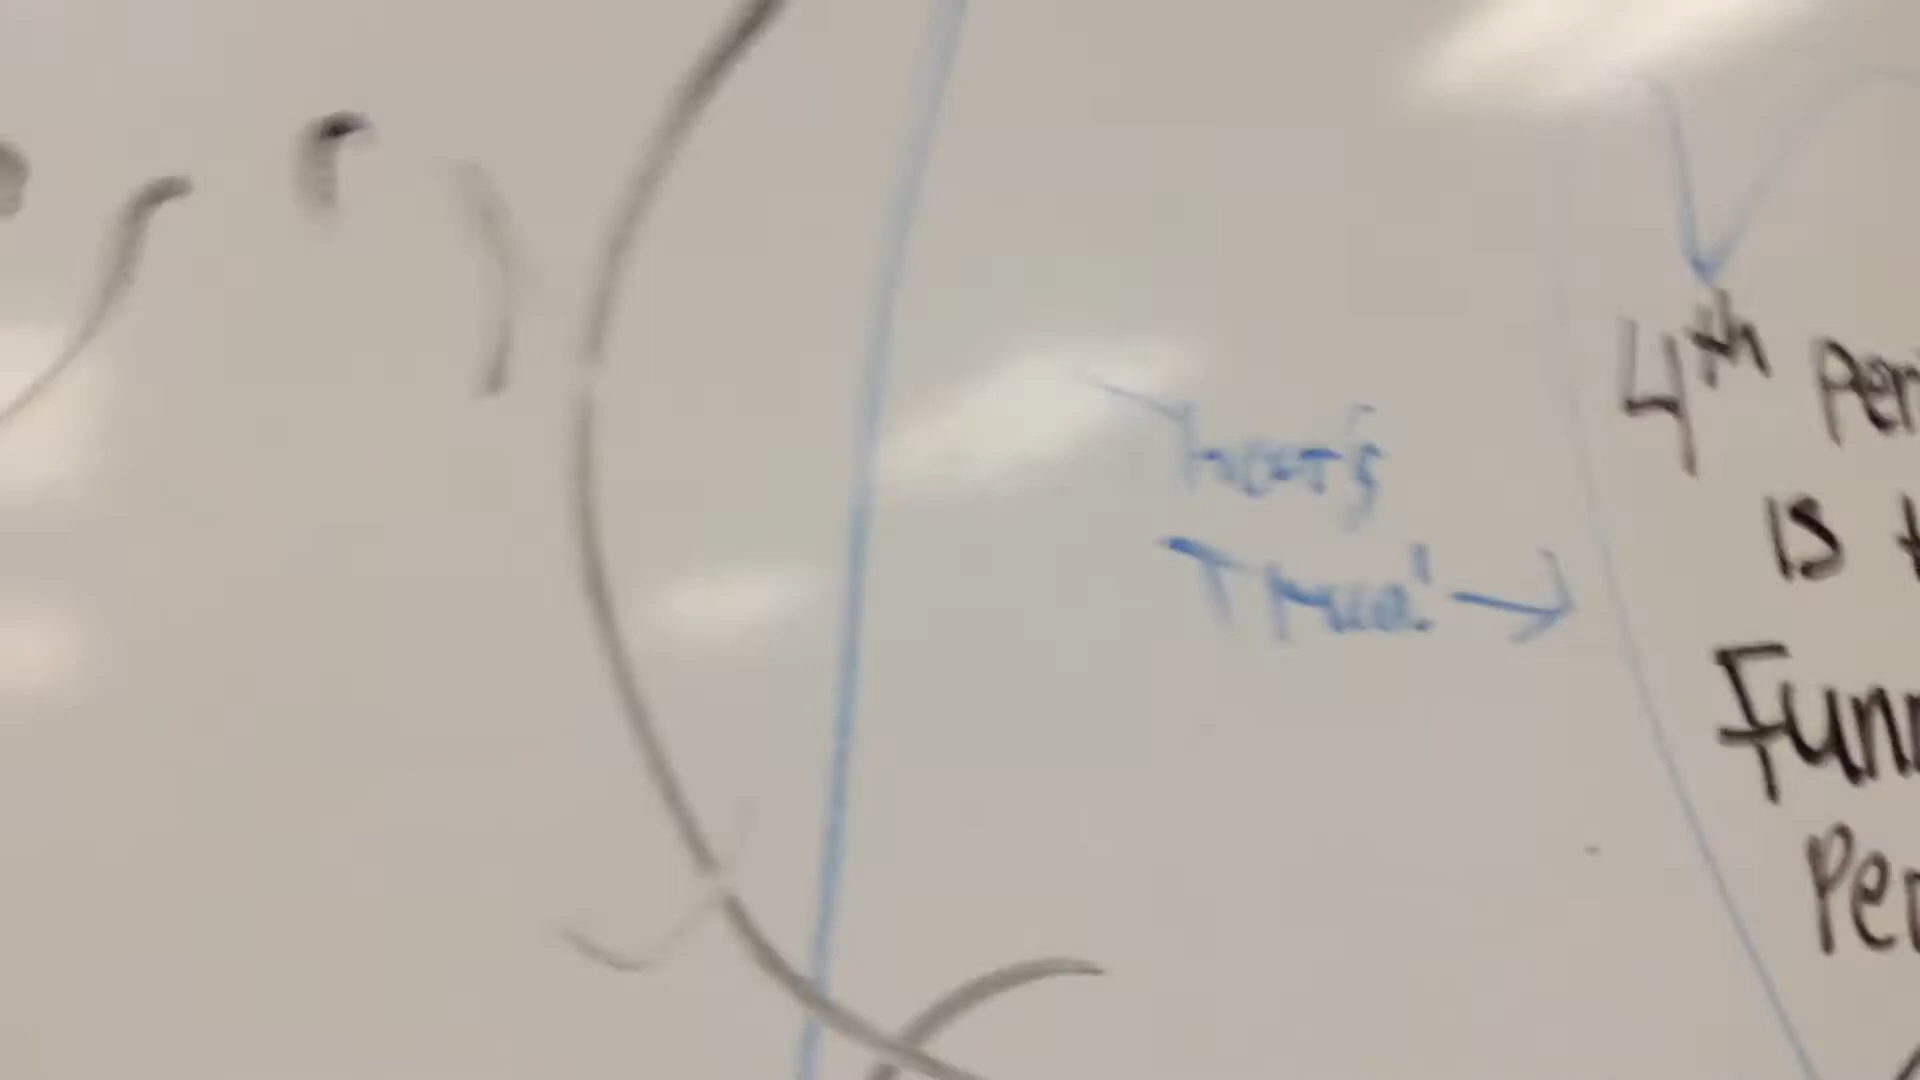 that's
True! →
4th Per
is t
Funn
Per